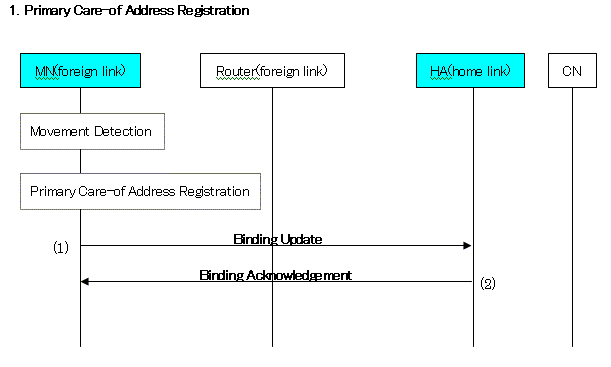 1. Primary Care-of Address Registration
MN(foreign link)
Router(foreign link)
HA(home link)
CN
Movement Detection
Primary Care-of Address Registration
(1)
Binding Update
Binding Acknowledgement
(2)